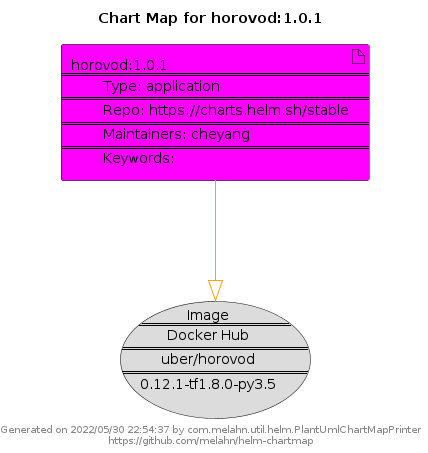 Chart Map for horovod:1.0.1
horovod:1.0.1
Type: application
Repo: https://charts.helm.sh/stable
Maintainers: cheyang
Keywords:
Image
Docker Hub
uber/horovod
0.12.1-tf1.8.0-py3.5
Generated on 2022/05/30 22:54:37 by com.melahn.util.helm.PlantUmlChartMapPrinter
https://github.com/melahn/helm-chartmap